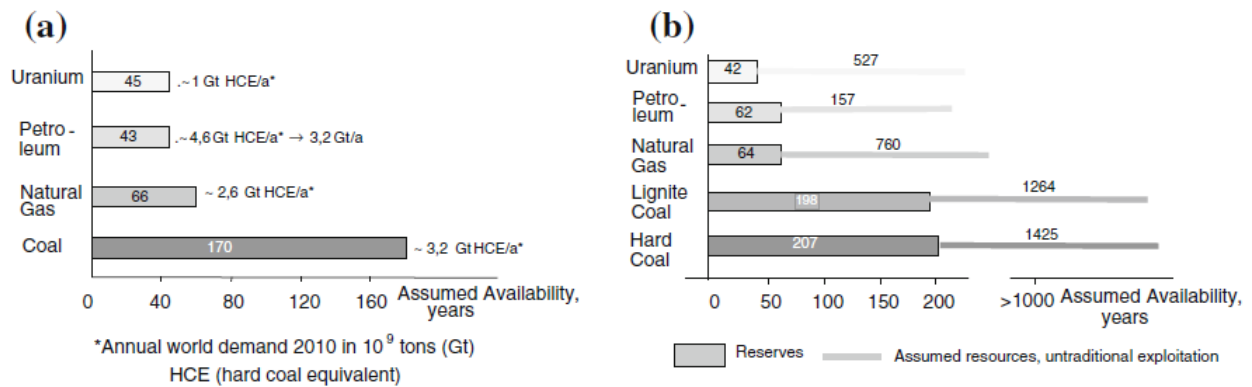 (a)
Uranium
45
.~1 Gt HCE/a*
Petro -
leum
43
.~4,6 Gt HCE/a* → 3,2 Gt/a
Natural
Gas
66
~ 2,6 Gt HCE/a*
Coal
170
~ 3,2 Gt HCE/a*
0 40 80 120 160 Assumed Availability,
years
*Annual world demand 2010 in 10⁹ tons (Gt)
HCE (hard coal equivalent)
(b)
Uranium
42
527
Petro -
leum
62
157
Natural
Gas
64
760
Lignite
Coal
198
1264
Hard
Coal
207
1425
0 50 100 150 200 >1000 Assumed Availability,
years
Reserves
Assumed resources, untraditional exploitation